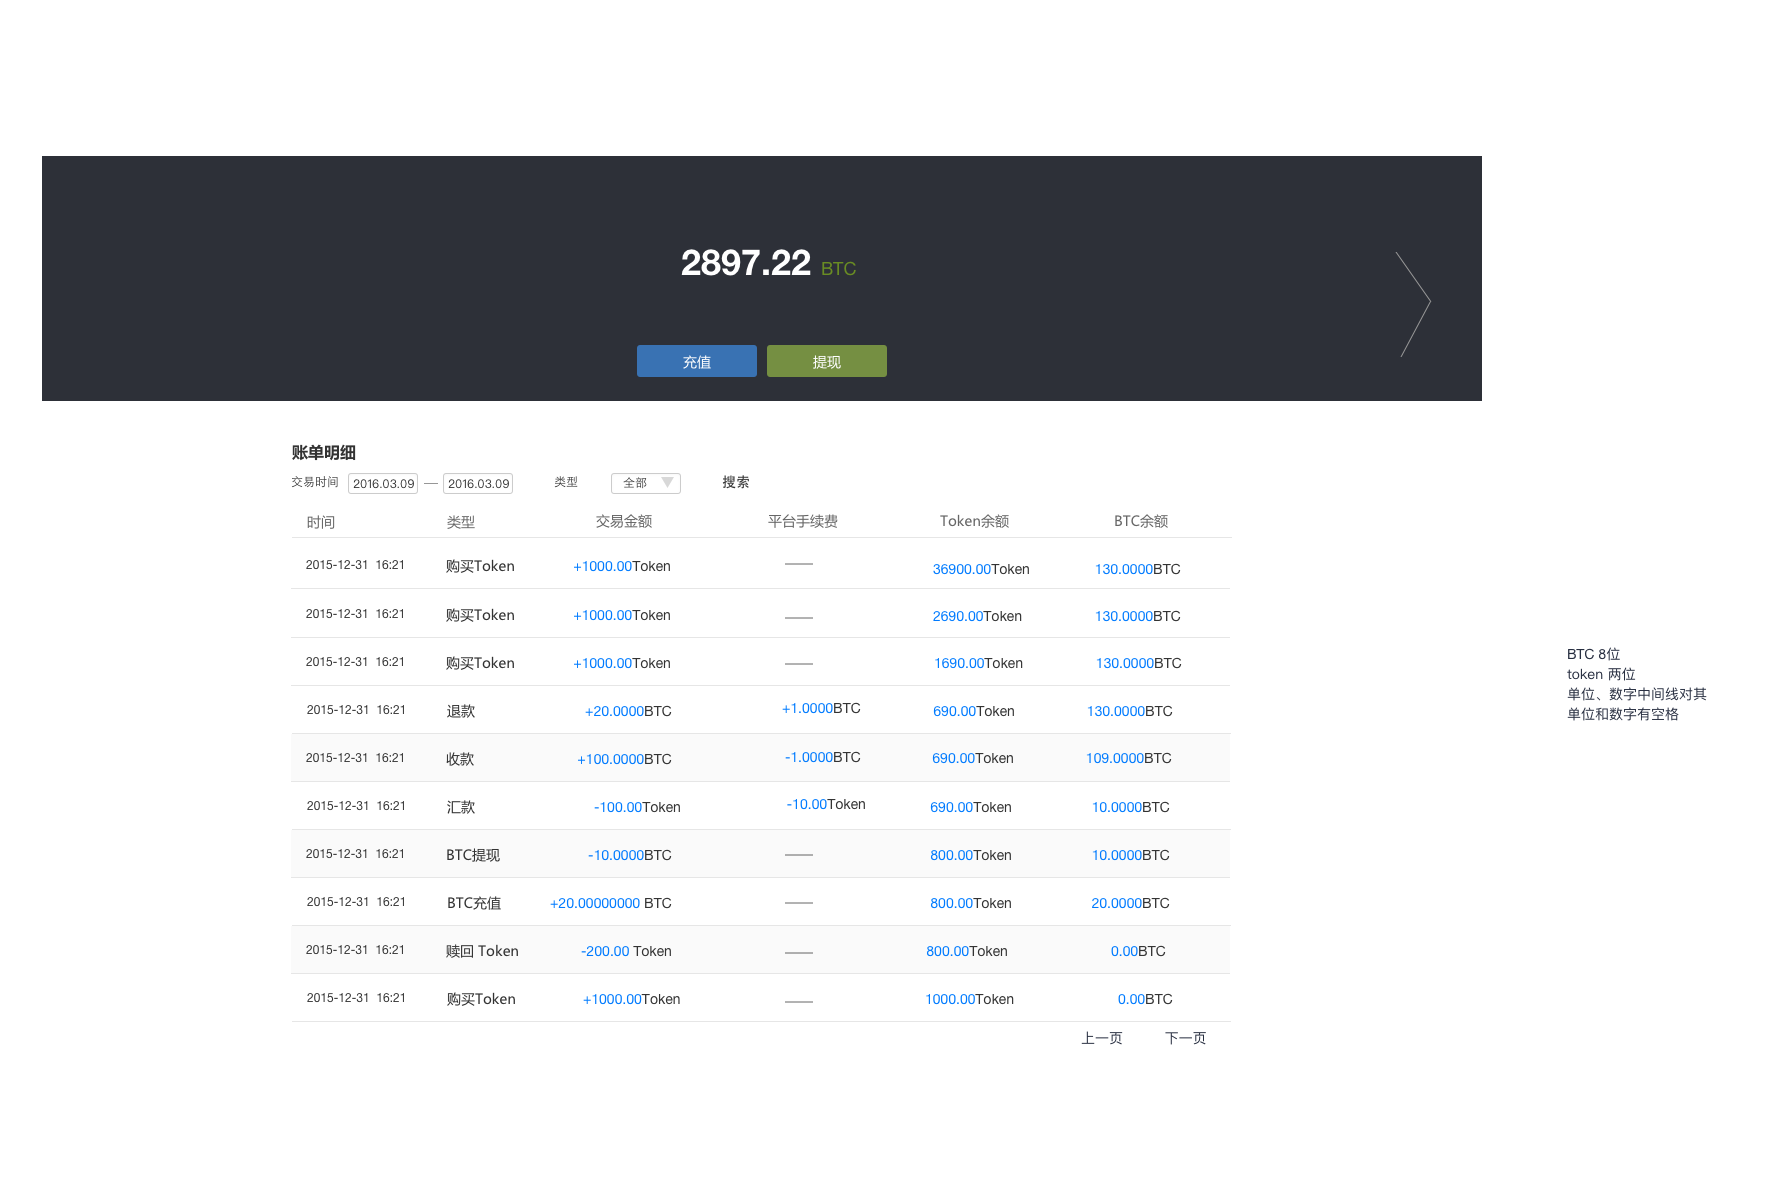 2897.22 BTC
充值 提现
账单明细
交易时间 2016.03.09 — 2016.03.09 类型 全部 搜索
时间 类型 交易金额 平台手续费 Token余额 BTC余额
2015-12-31 16:21 购买Token +1000.00Token —— 36900.00Token 130.0000BTC
2015-12-31 16:21 购买Token +1000.00Token —— 2690.00Token 130.0000BTC
2015-12-31 16:21 购买Token +1000.00Token —— 1690.00Token 130.0000BTC
2015-12-31 16:21 退款 +20.0000BTC +1.0000BTC 690.00Token 130.0000BTC
2015-12-31 16:21 收款 +100.0000BTC -1.0000BTC 690.00Token 109.0000BTC
2015-12-31 16:21 汇款 -100.00Token -10.00Token 690.00Token 10.0000BTC
2015-12-31 16:21 BTC提现 -10.0000BTC —— 800.00Token 10.0000BTC
2015-12-31 16:21 BTC充值 +20.00000000 BTC —— 800.00Token 20.0000BTC
2015-12-31 16:21 赎回 Token -200.00 Token —— 800.00Token 0.00BTC
2015-12-31 16:21 购买Token +1000.00Token —— 1000.00Token 0.00BTC
上一页 下一页
BTC 8位
token 两位
单位、数字中间线对其
单位和数字有空格